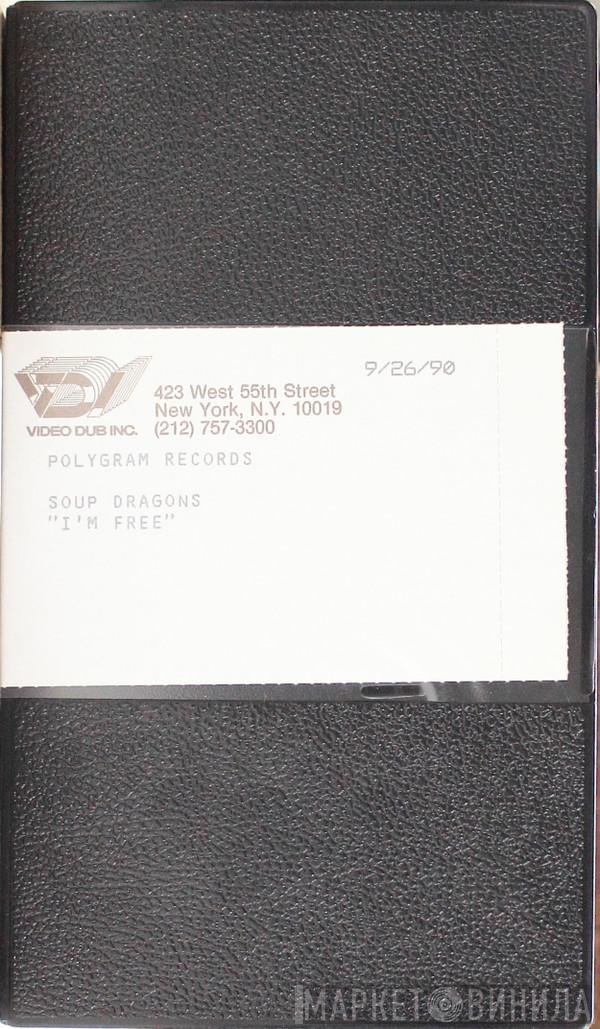 9/26/90
VDI
VIDEO DUB INC.
423 West 55th Street
New York, N.Y. 10019
(212) 757-3300
POLYGRAM RECORDS
SOUP DRAGONS
"I'M FREE"
МАРКЕТ ВИНИЛА